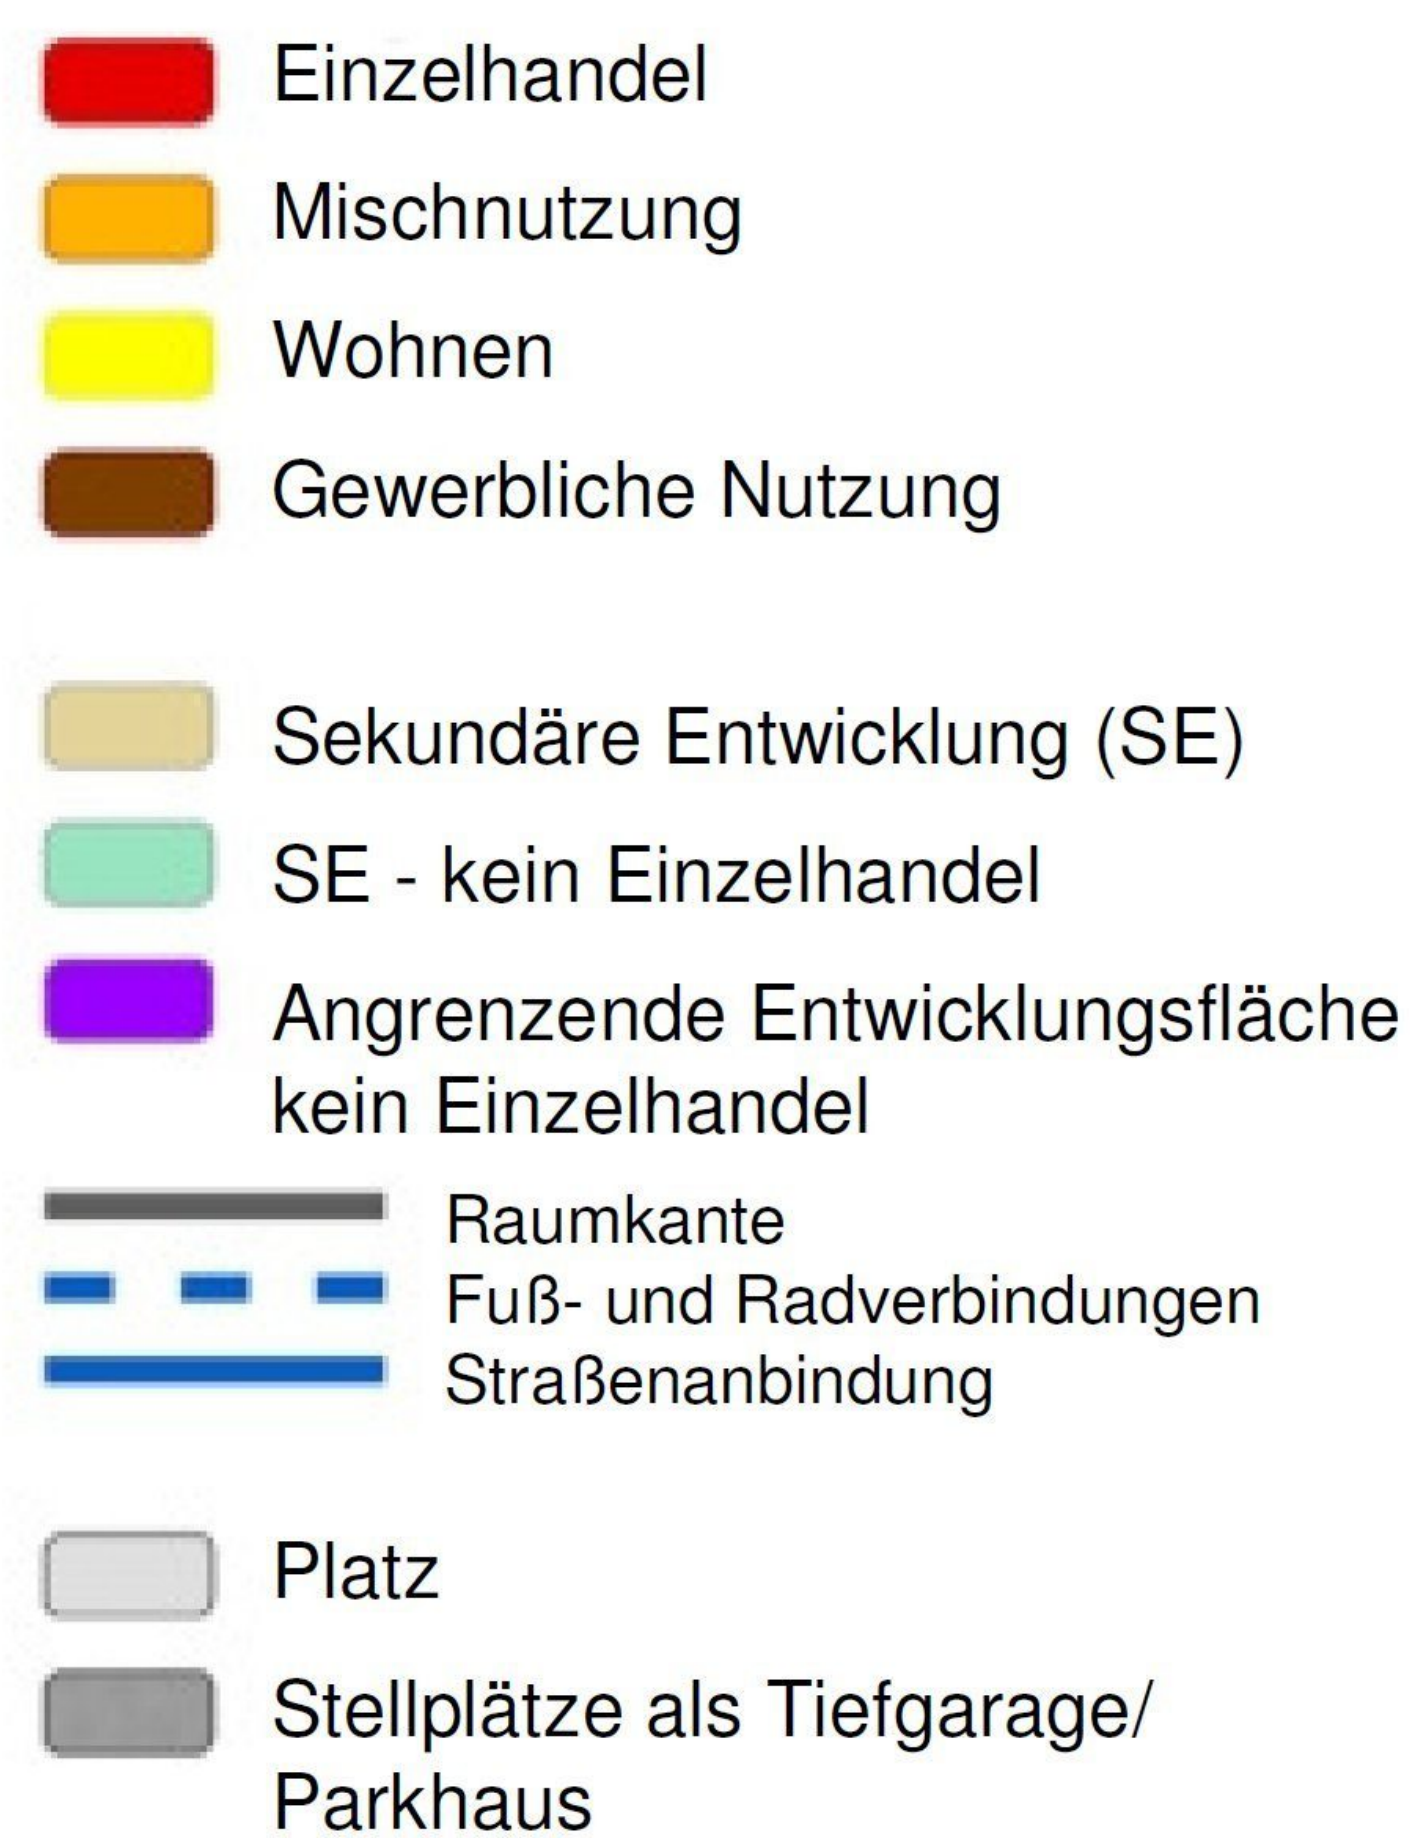 Einzelhandel
Mischnutzung
Wohnen
Gewerbliche Nutzung
Sekundäre Entwicklung (SE)
SE - kein Einzelhandel
Angrenzende Entwicklungsfläche
kein Einzelhandel
Raumkante
Fuß- und Radverbindungen
Straßenanbindung
Platz
Stellplätze als Tiefgarage/
Parkhaus